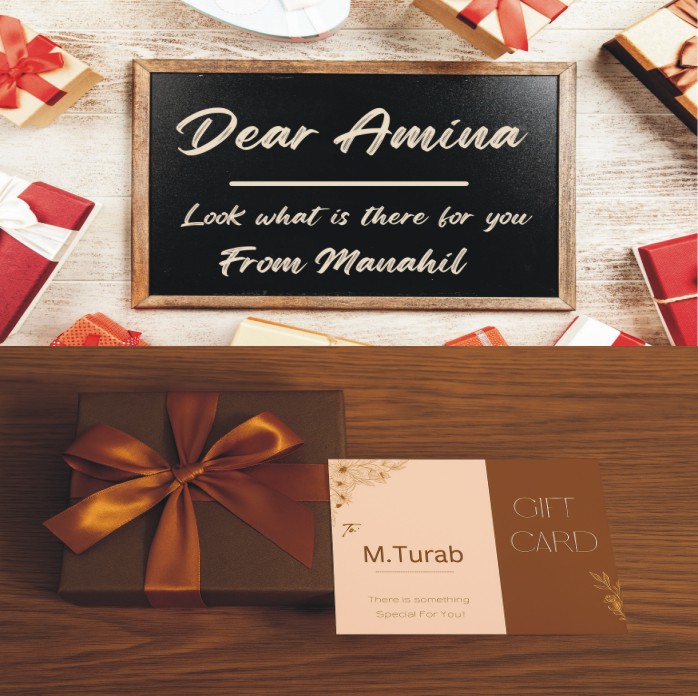 Dear Amina
Look what is there for you
From Manahil
To:
M.Turab
There is something
Special For You!
GIFT
CARD